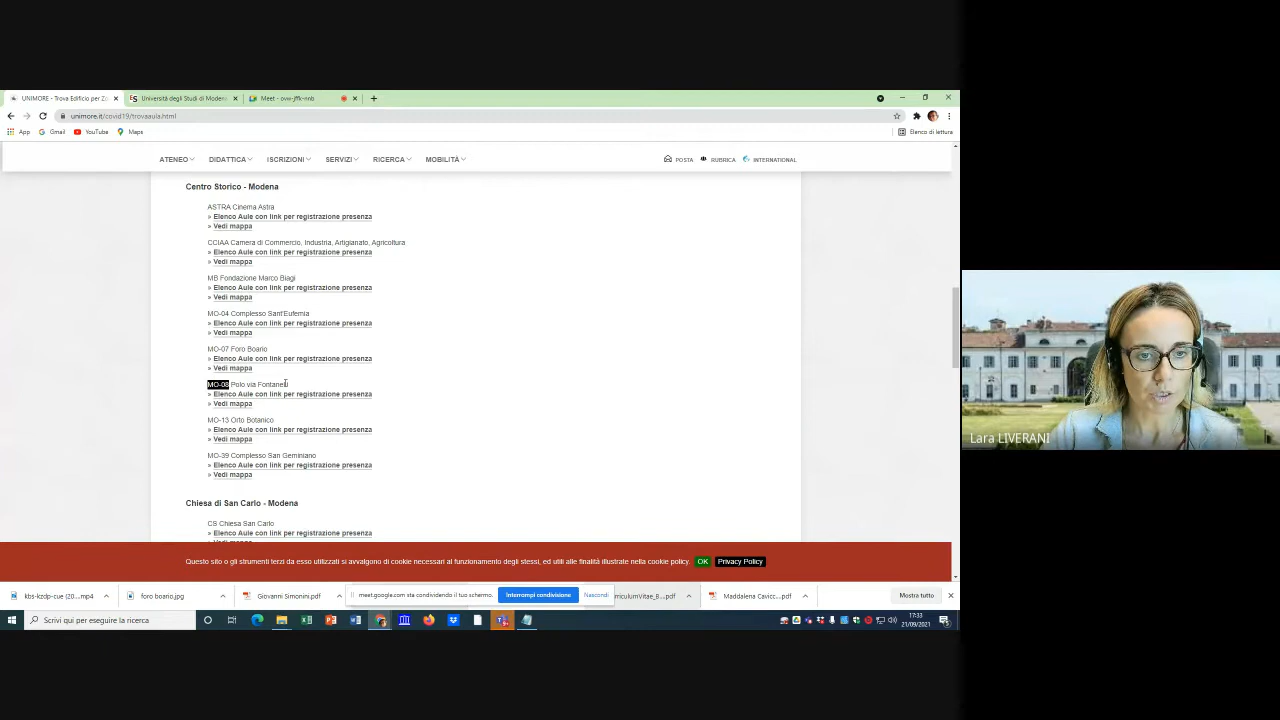 UNIMORE - Trova Edificio per Zo
Università degli Studi di Moden
Meet - ovw-jffk-nnb
unimore.it/covid19/trovaaula.html
App
Gmail
YouTube
Maps
Elenco di lettura
ATENEO
DIDATTICA
ISCRIZIONI
SERVIZI
RICERCA
MOBILITÀ
POSTA
RUBRICA
INTERNATIONAL
Centro Storico - Modena
ASTRA Cinema Astra
» Elenco Aule con link per registrazione presenza
» Vedi mappa
CCIAA Camera di Commercio, Industria, Artigianato, Agricoltura
» Elenco Aule con link per registrazione presenza
» Vedi mappa
MB Fondazione Marco Biagi
» Elenco Aule con link per registrazione presenza
» Vedi mappa
MO-04 Complesso Sant'Eufemia
» Elenco Aule con link per registrazione presenza
» Vedi mappa
MO-07 Foro Boario
» Elenco Aule con link per registrazione presenza
» Vedi mappa
MO-08 Polo via Fontanelli
» Elenco Aule con link per registrazione presenza
» Vedi mappa
MO-13 Orto Botanico
» Elenco Aule con link per registrazione presenza
» Vedi mappa
MO-39 Complesso San Geminiano
» Elenco Aule con link per registrazione presenza
» Vedi mappa
Chiesa di San Carlo - Modena
CS Chiesa San Carlo
» Elenco Aule con link per registrazione presenza
Questo sito o gli strumenti terzi da esso utilizzati si avvalgono di cookie necessari al funzionamento degli stessi, ed utili alle finalità illustrate nella cookie policy.
OK
Privacy Policy
kbs-kzdp-cue (20....mp4
foro boario.jpg
Giovanni Simonini.pdf
meet.google.com sta condividendo il tuo schermo.
Interrompi condivisione
Nascondi
urriculumVitae_B....pdf
Maddalena Cavicc....pdf
Mostra tutto
Scrivi qui per eseguire la ricerca
17:33
21/09/2021
Lara LIVERANI